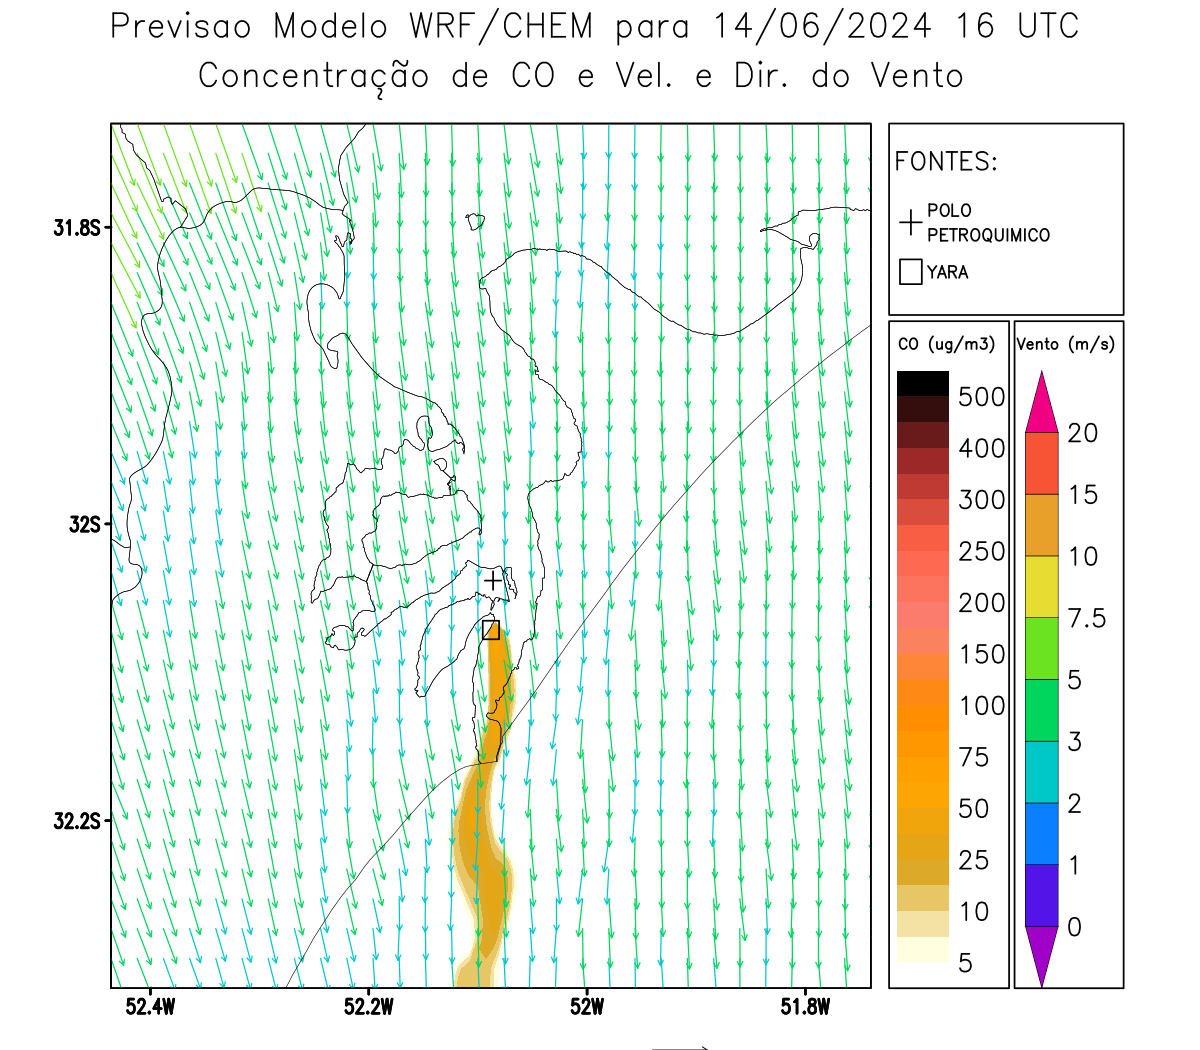 Previsao Modelo WRF/CHEM para 14/06/2024 16 UTC
Concentração de CO e Vel. e Dir. do Vento
FONTES:
POLO
PETROQUIMICO
YARA
CO (ug/m3)
500
400
300
250
200
150
100
75
50
25
10
5
Vento (m/s)
20
15
10
7.5
5
3
2
1
0
31.8S
32S
32.2S
52.4W
52.2W
52W
51.8W